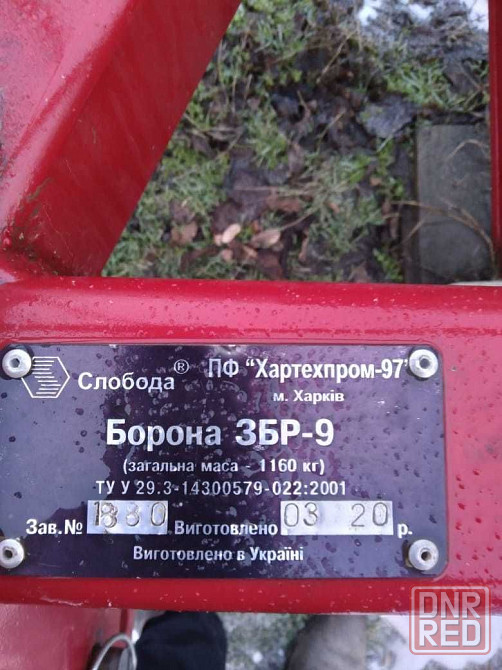 Слобода ® ПФ "Хартехпром-97"
м. Харків
Борона ЗБР-9
(загальна маса - 1160 кг)
ТУ У 29.3-14300579-022:2001
Зав.№ 1880 Виготовлено 03 20 р.
Виготовлено в Україні
DNR
RED